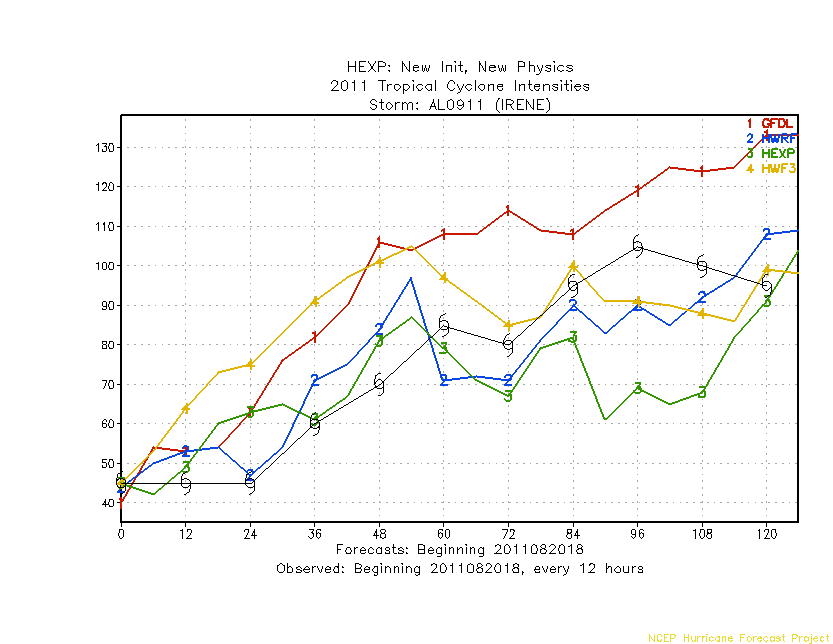 HEXP: New Init, New Physics
2011 Tropical Cyclone Intensities
Storm: AL0911 (IRENE)
1 GFDL
2 HWRF
3 HEXP
4 HWF3
130
120
110
100
90
80
70
60
50
40
0 12 24 36 48 60 72 84 96 108 120
Forecasts: Beginning 2011082018
Observed: Beginning 2011082018, every 12 hours
NCEP Hurricane Forecast Project